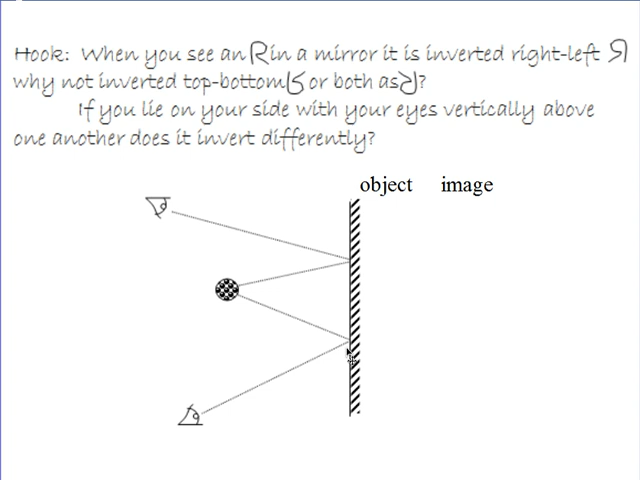 Hook: When you see an R in a mirror it is inverted right-left Я
why not inverted top-bottom or both as ?
If you lie on your side with your eyes vertically above
one another does it invert differently?
object image